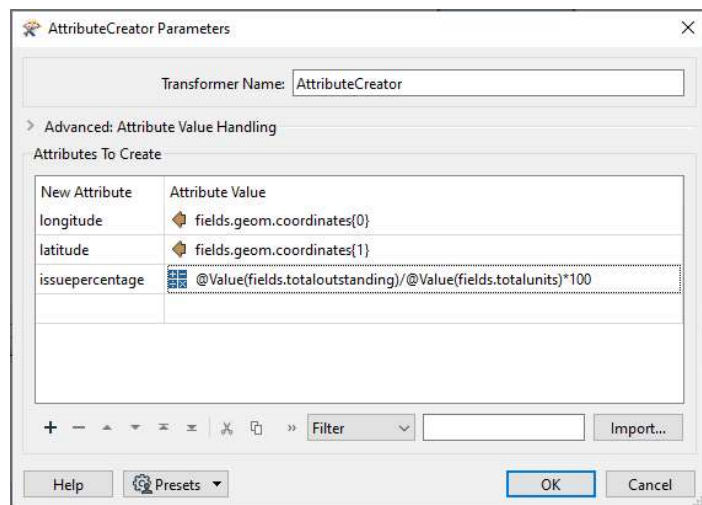 AttributeCreator Parameters
Transformer Name: AttributeCreator
Advanced: Attribute Value Handling
Attributes To Create
New Attribute Attribute Value
longitude fields.geom.coordinates{0}
latitude fields.geom.coordinates{1}
issuepercentage @Value(fields.totaloutstanding)/@Value(fields.totalunits)*100
Filter Import...
Help Presets OK Cancel